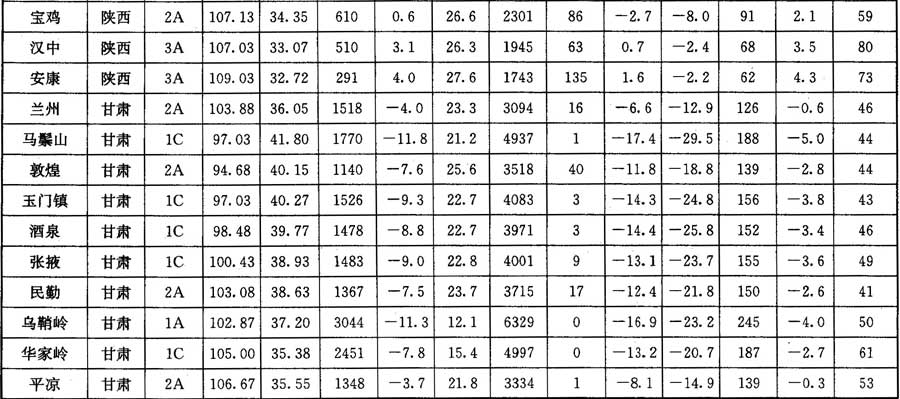 宝鸡 陕西 2A 107.13 34.35 610 0.6 26.6 2301 86 -2.7 -8.0 91 2.1 59
汉中 陕西 3A 107.03 33.07 510 3.1 26.3 1945 63 0.7 -2.4 68 3.5 80
安康 陕西 3A 109.03 32.72 291 4.0 27.6 1743 135 1.6 -2.2 62 4.3 73
兰州 甘肃 2A 103.88 36.05 1518 -4.0 23.3 3094 16 -6.6 -12.9 126 -0.6 46
马鬃山 甘肃 1C 97.03 41.80 1770 -11.8 21.2 4937 1 -17.4 -29.5 188 -5.0 44
敦煌 甘肃 2A 94.68 40.15 1140 -7.6 25.6 3518 40 -11.8 -18.8 139 -2.8 44
玉门镇 甘肃 1C 97.03 40.27 1526 -9.3 22.7 4083 3 -14.3 -24.8 156 -3.8 43
酒泉 甘肃 1C 98.48 39.77 1478 -8.8 22.7 3971 3 -14.4 -25.8 152 -3.4 46
张掖 甘肃 1C 100.43 38.93 1483 -9.0 22.8 4001 9 -13.1 -23.7 155 -3.6 49
民勤 甘肃 2A 103.08 38.63 1367 -7.5 23.7 3715 17 -12.4 -21.8 150 -2.6 41
乌鞘岭 甘肃 1A 102.87 37.20 3044 -11.3 12.1 6329 0 -16.9 -23.2 245 -4.0 50
华家岭 甘肃 1C 105.00 35.38 2451 -7.8 15.4 4997 0 -13.2 -20.7 187 -2.7 61
平凉 甘肃 2A 106.67 35.55 1348 -3.7 21.8 3334 1 -8.1 -14.9 139 -0.3 53